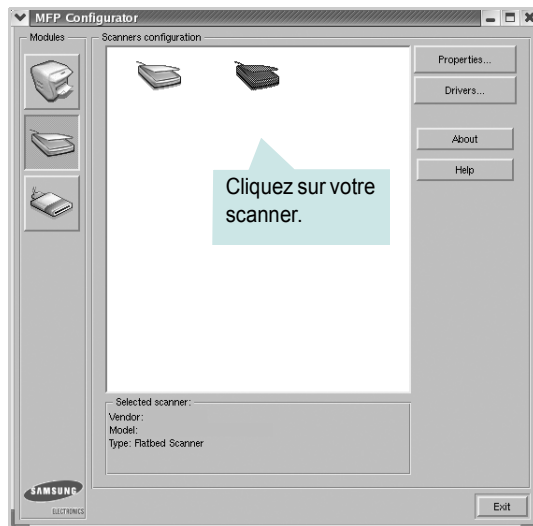 MFP Configurator
Modules
Scanners configuration
Properties...
Drivers...
About
Help
Cliquez sur votre
scanner.
Selected scanner:
Vendor:
Model:
Type: Flatbed Scanner
SAMSUNG
ELECTRONICS
Exit